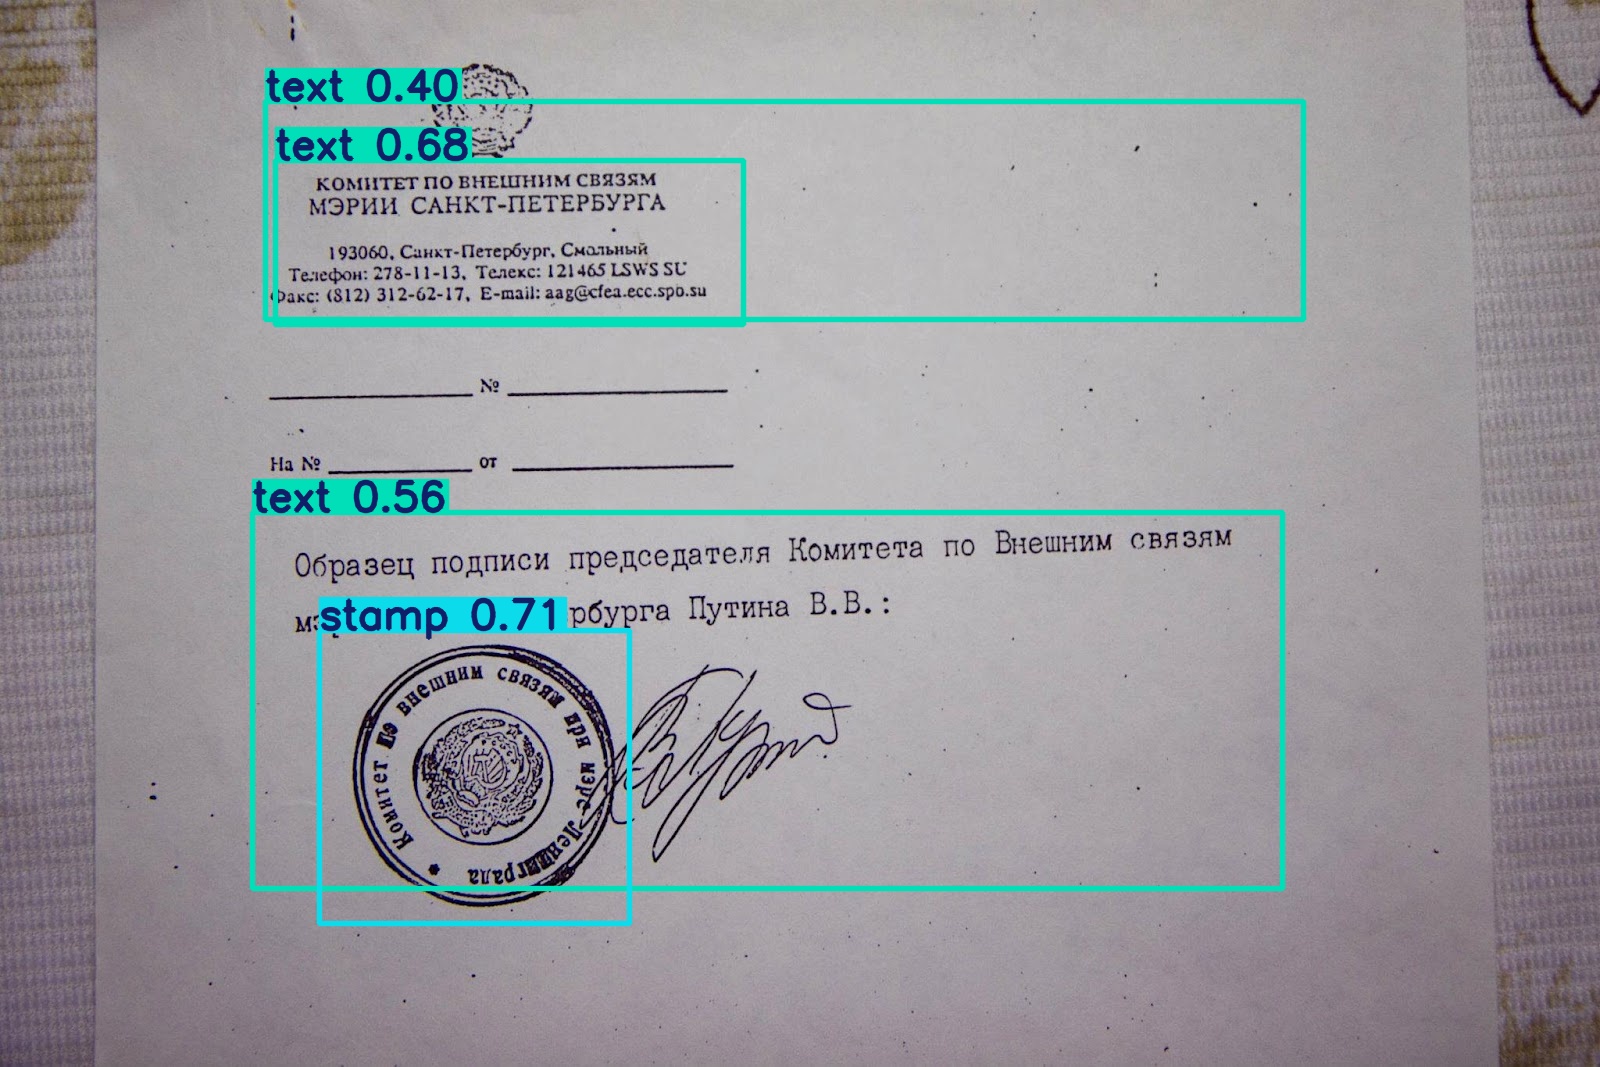 text 0.40
text 0.68
КОМИТЕТ ПО ВНЕШНИМ СВЯЗЯМ
МЭРИИ САНКТ-ПЕТЕРБУРГА
193060, Санкт-Петербург, Смольный
Телефон: 278-11-13, Телекс: 121465 LSWS SU
Факс: (812) 312-62-17, E-mail: aag@cfea.ecc.spb.su
№
На № от
text 0.56
Образец подписи председателя Комитета по Внешним связям
рбурга Путина В.В.:
stamp 0.71
Комитет по внешним связям при мэре Ленинграда